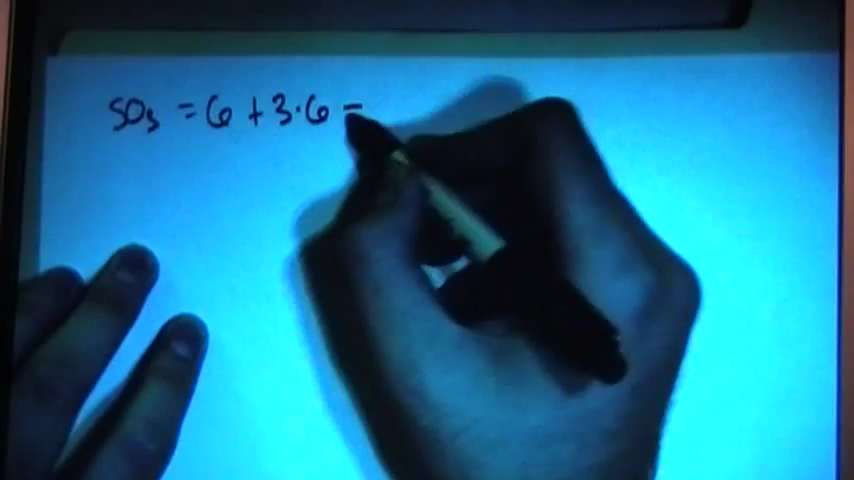 SO₃ = 6 + 3·6 =